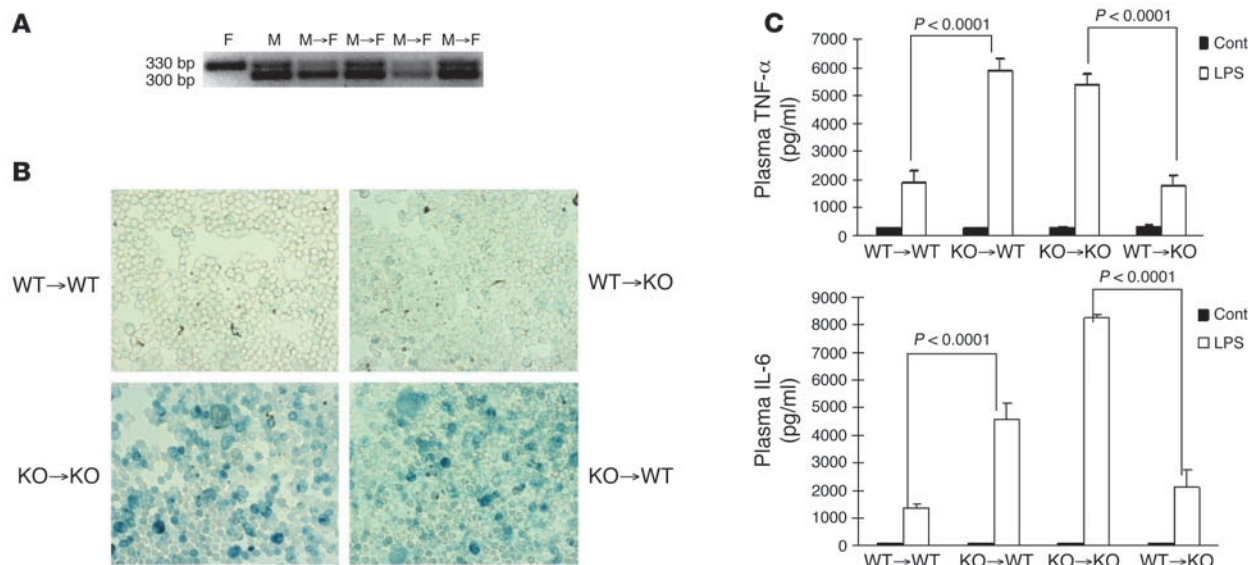 A
F M M→F M→F M→F M→F
330 bp
300 bp
B
WT→WT
WT→KO
KO→KO
KO→WT
C
P < 0.0001
P < 0.0001
Cont
LPS
Plasma TNF-α
(pg/ml)
7000
6000
5000
4000
3000
2000
1000
0
WT→WT KO→WT KO→KO WT→KO
P < 0.0001
P < 0.0001
Cont
LPS
Plasma IL-6
(pg/ml)
9000
8000
7000
6000
5000
4000
3000
2000
1000
0
WT→WT KO→WT KO→KO WT→KO